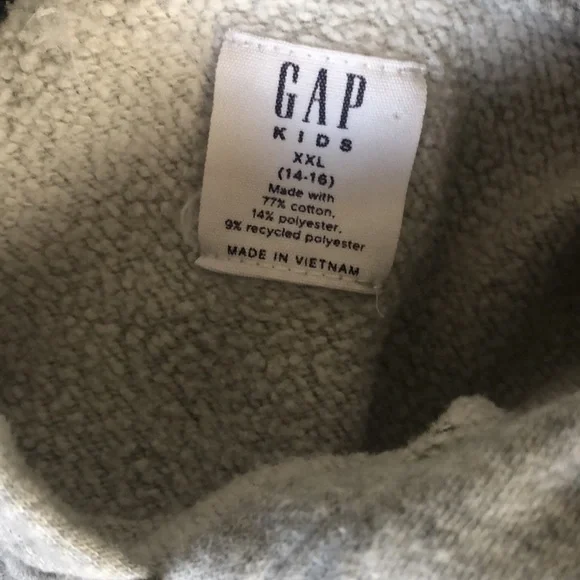 GAP
KIDS
XXL
(14-16)
Made with
77% cotton,
14% polyester,
9% recycled polyester
MADE IN VIETNAM